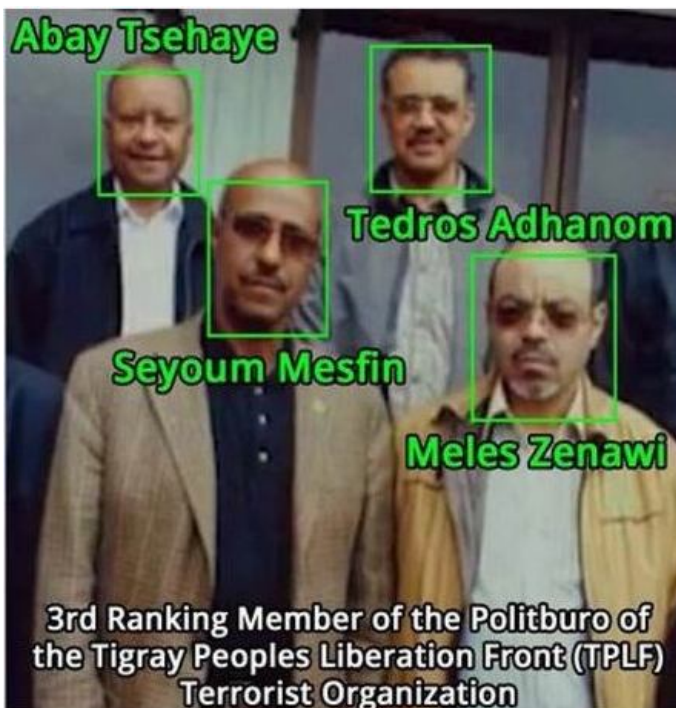 Abay Tsehaye
Tedros Adhanom
Seyoum Mesfin
Meles Zenawi
3rd Ranking Member of the Politburo of
the Tigray Peoples Liberation Front (TPLF)
Terrorist Organization